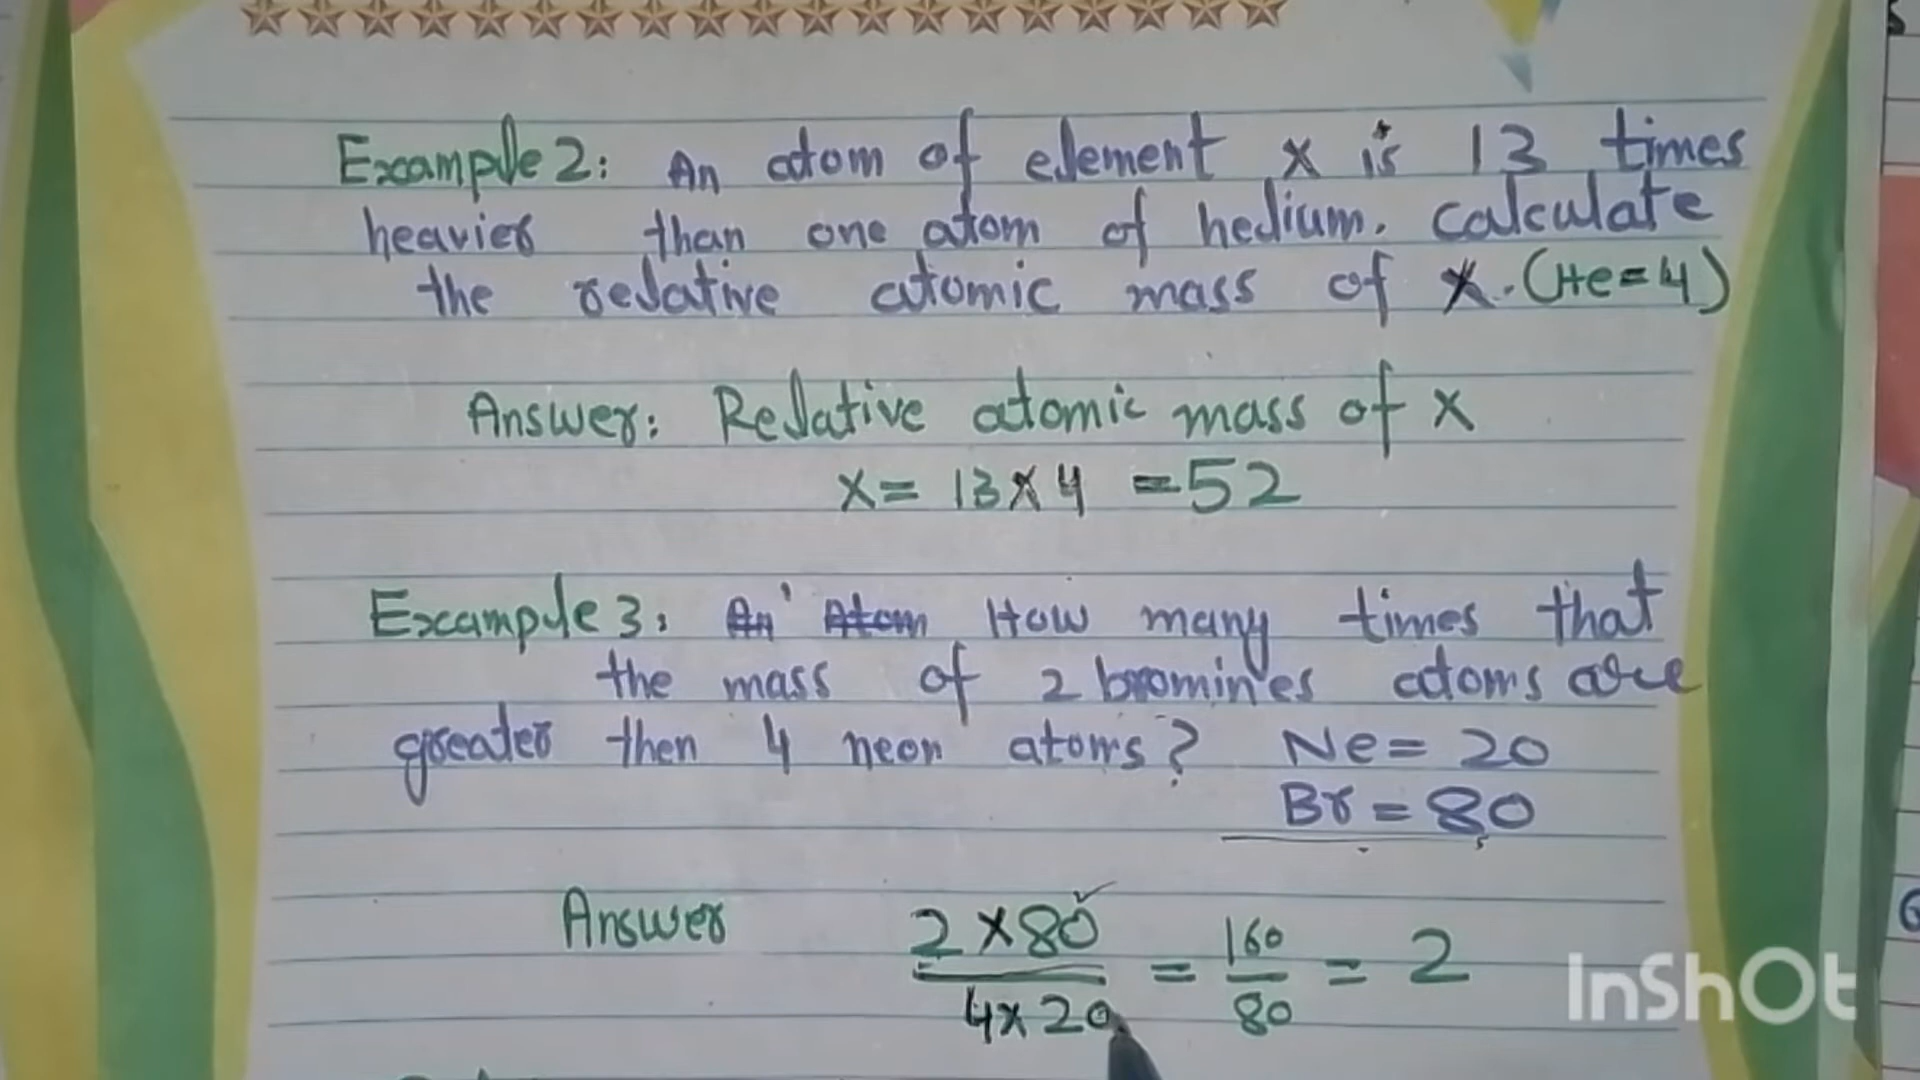 Example 2: An atom of element x is 13 times
heavier than one atom of helium. calculate
the relative atomic mass of x. (He=4)
Answer: Relative atomic mass of x
x = 13 x 4 = 52
Example 3: An Atom How many times that
the mass of 2 bromines atoms are
greater then 4 neon atoms? Ne = 20
Br = 80
Answer 2 x 80 / 4 x 20 = 160 / 80 = 2
InShOt